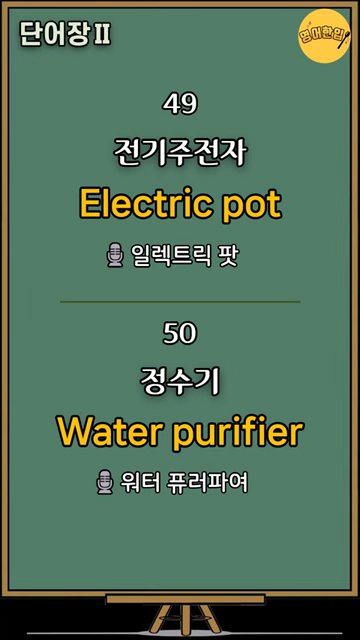 단어장 Ⅱ
영어한입
49
전기주전자
Electric pot
일렉트릭 팟
50
정수기
Water purifier
워터 퓨러파여